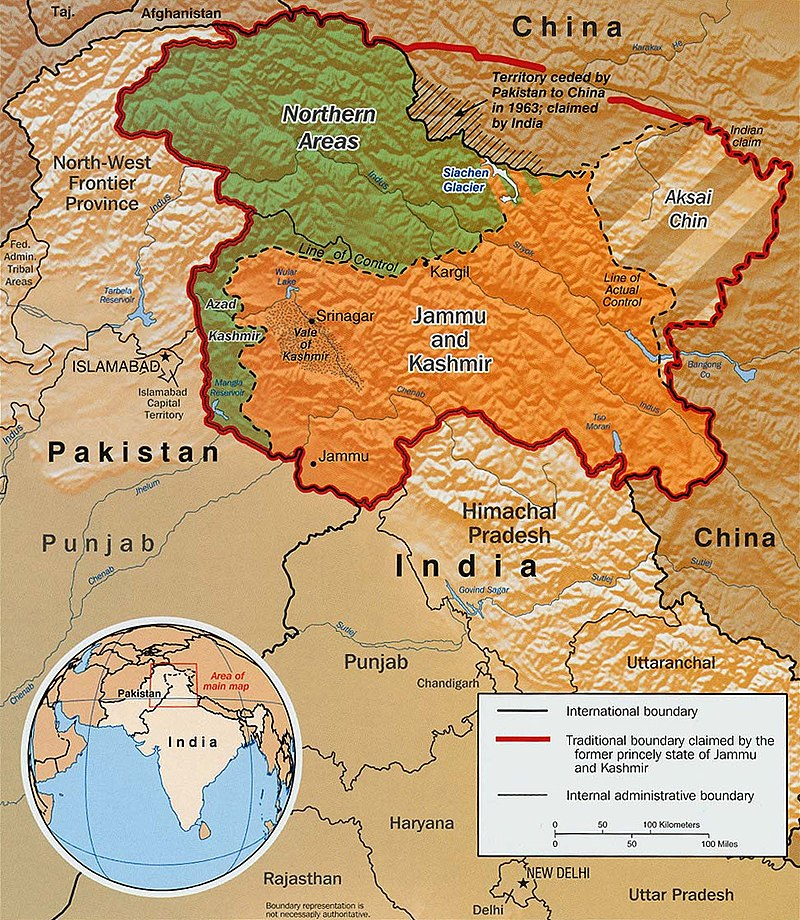 Taj.
Afghanistan
China
Karakax He
Territory ceded by
Pakistan to China
in 1963; claimed
by India
Indian
claim
Northern
Areas
North-West
Frontier
Province
Indus
Indus
Siachen
Glacier
Aksai
Chin
Fed.
Admin.
Tribal
Areas
Tarbela
Reservoir
Line of Control
Shyok
Kargil
Line of
Actual
Control
Wular
Lake
Azad
Kashmir
Srinagar
Vale
of
Kashmir
Jammu
and
Kashmir
Bangong
Co
ISLAMABAD
Islamabad
Capital
Territory
Mangla
Reservoir
Chenab
Indus
Tso
Morari
Indus
Pakistan
Jammu
Jhelum
Himachal
Pradesh
China
Punjab
Chenab
India
Sutlej
Govind Sagar
Sutlej
Sutlej
Punjab
Uttaranchal
Chandigarh
Chenab
Area of
main map
Pakistan
India
International boundary
Traditional boundary claimed by the
former princely state of Jammu
and Kashmir
Internal administrative boundary
0 50 100 Kilometers
0 50 100 Miles
Haryana
Rajasthan
NEW DELHI
Delhi
Uttar Pradesh
Boundary representation is
not necessarily authoritative.